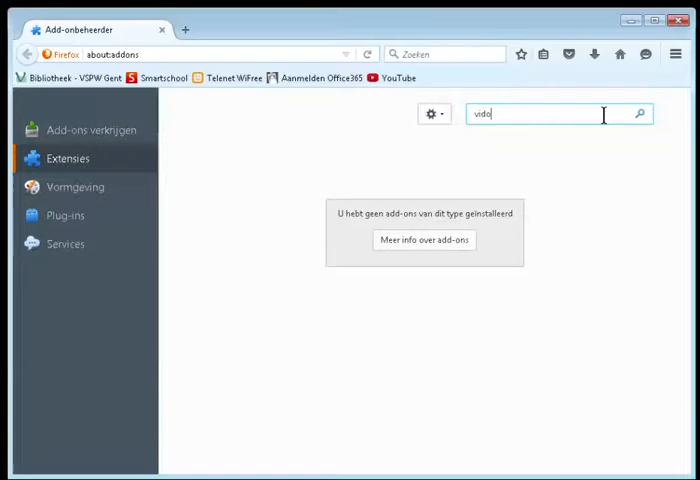 Add-onbeheerder
Firefox about:addons Zoeken
Bibliotheek - VSPW Gent Smartschool Telenet WiFree Aanmelden Office365 YouTube
Add-ons verkrijgen
vido
Extensies
Vormgeving
Plug-ins
Services
U hebt geen add-ons van dit type geïnstalleerd
Meer info over add-ons